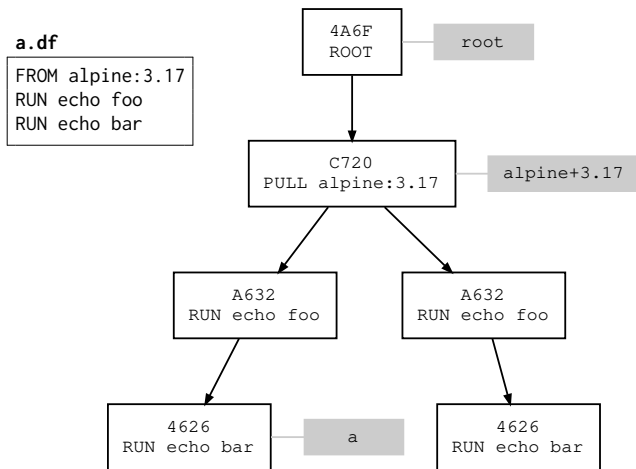 a.df
FROM alpine:3.17
RUN echo foo
RUN echo bar
4A6F
ROOT
root
C720
PULL alpine:3.17
alpine+3.17
A632
RUN echo foo
A632
RUN echo foo
4626
RUN echo bar
a
4626
RUN echo bar